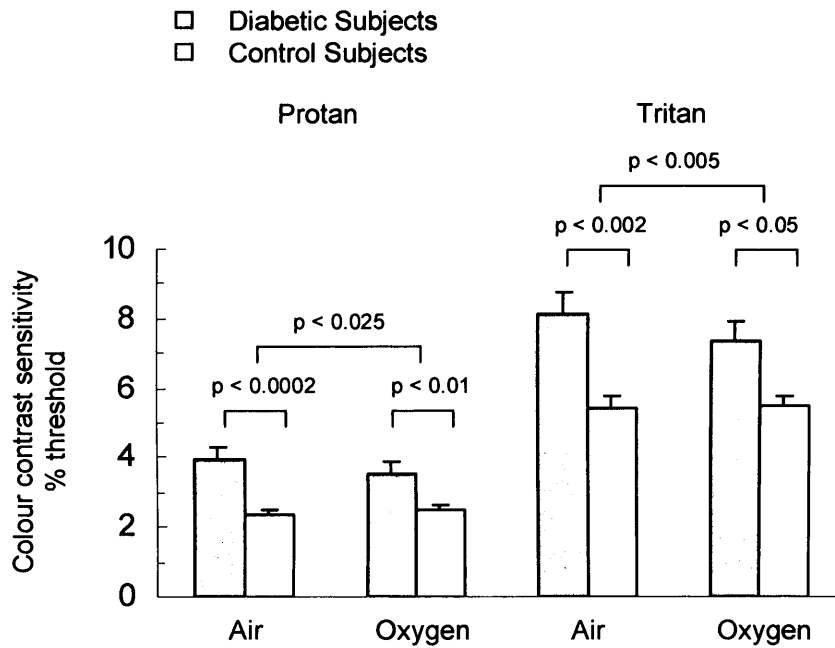 Diabetic Subjects
Control Subjects
Protan Tritan
p < 0.005
p < 0.002 p < 0.05
p < 0.025
p < 0.0002 p < 0.01
Colour contrast sensitivity
% threshold
10
8
6
4
2
0
Air Oxygen Air Oxygen